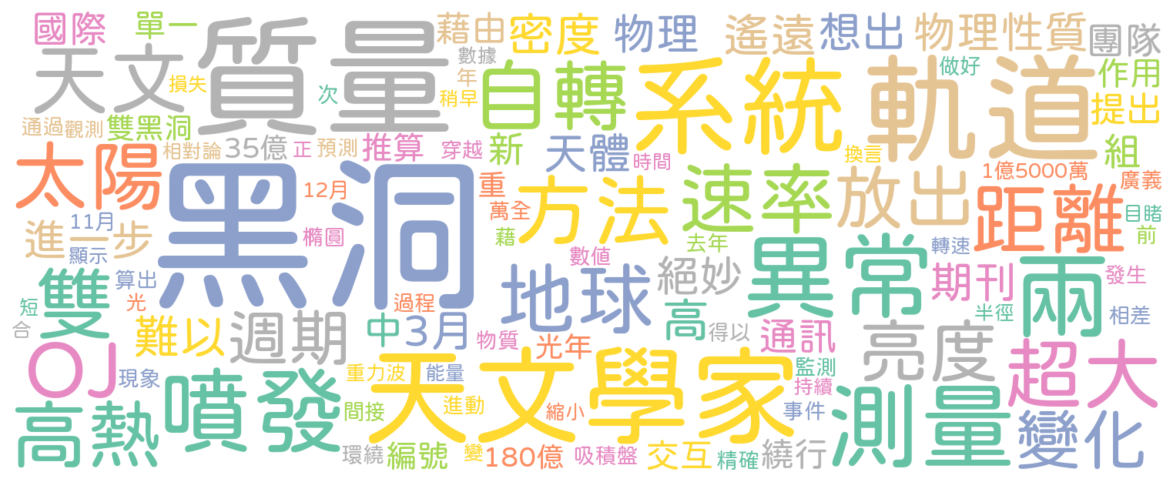 國際
單一
質量
藉由
密度
物理
遙遠
想出
物理性質
團隊
天文
損失
次
數據
年
稍早
自轉
系統
軌道
做好
作用
提出
通過
觀測
雙黑洞
相對論
35億
正
預測
推算
穿越
新
天體
時間
換言
組
太陽
黑洞
12月
重
方法
速率
放出
1億5000萬
距離
廣義
目睹
前
11月
進一步
橢圓
萬全
藉
去年
異常
轉速
顯示
數值
絕妙
期刊
兩
發生
雙
算出
光
過程
地球
高
得以
半徑
相差
短
合
難以
週期
中
3月
物質
光年
通訊
亮度
超大
OJ
現象
噴發
重力波
能量
天文學家
監測
持續
測量
變化
高熱
間接
進動
縮小
事件
環繞
編號
變
180億
吸積盤
交互
精確
繞行